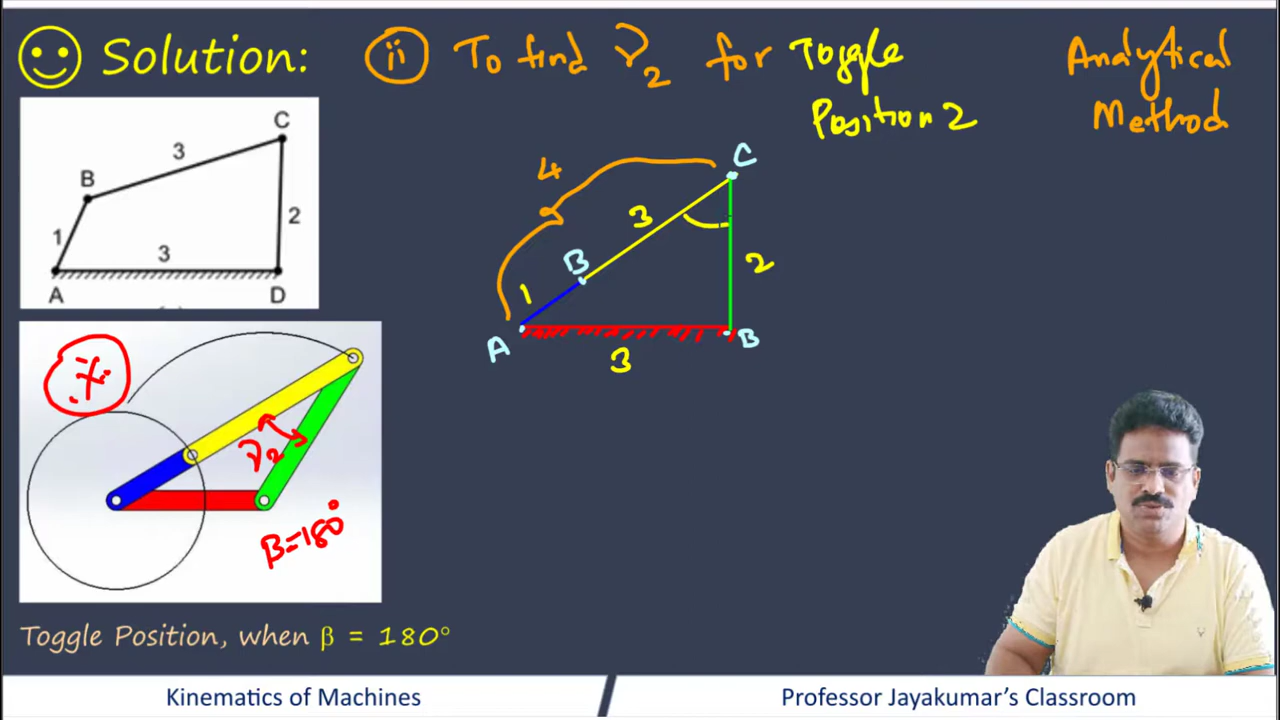 Solution:
ii To find γ2 for Toggle Position 2
Analytical Method
C
3
B
1
2
3
A
D
C
4
3
B
2
1
A
B
3
γ2
β=180°
Toggle Position, when β = 180°
Kinematics of Machines
Professor Jayakumar's Classroom